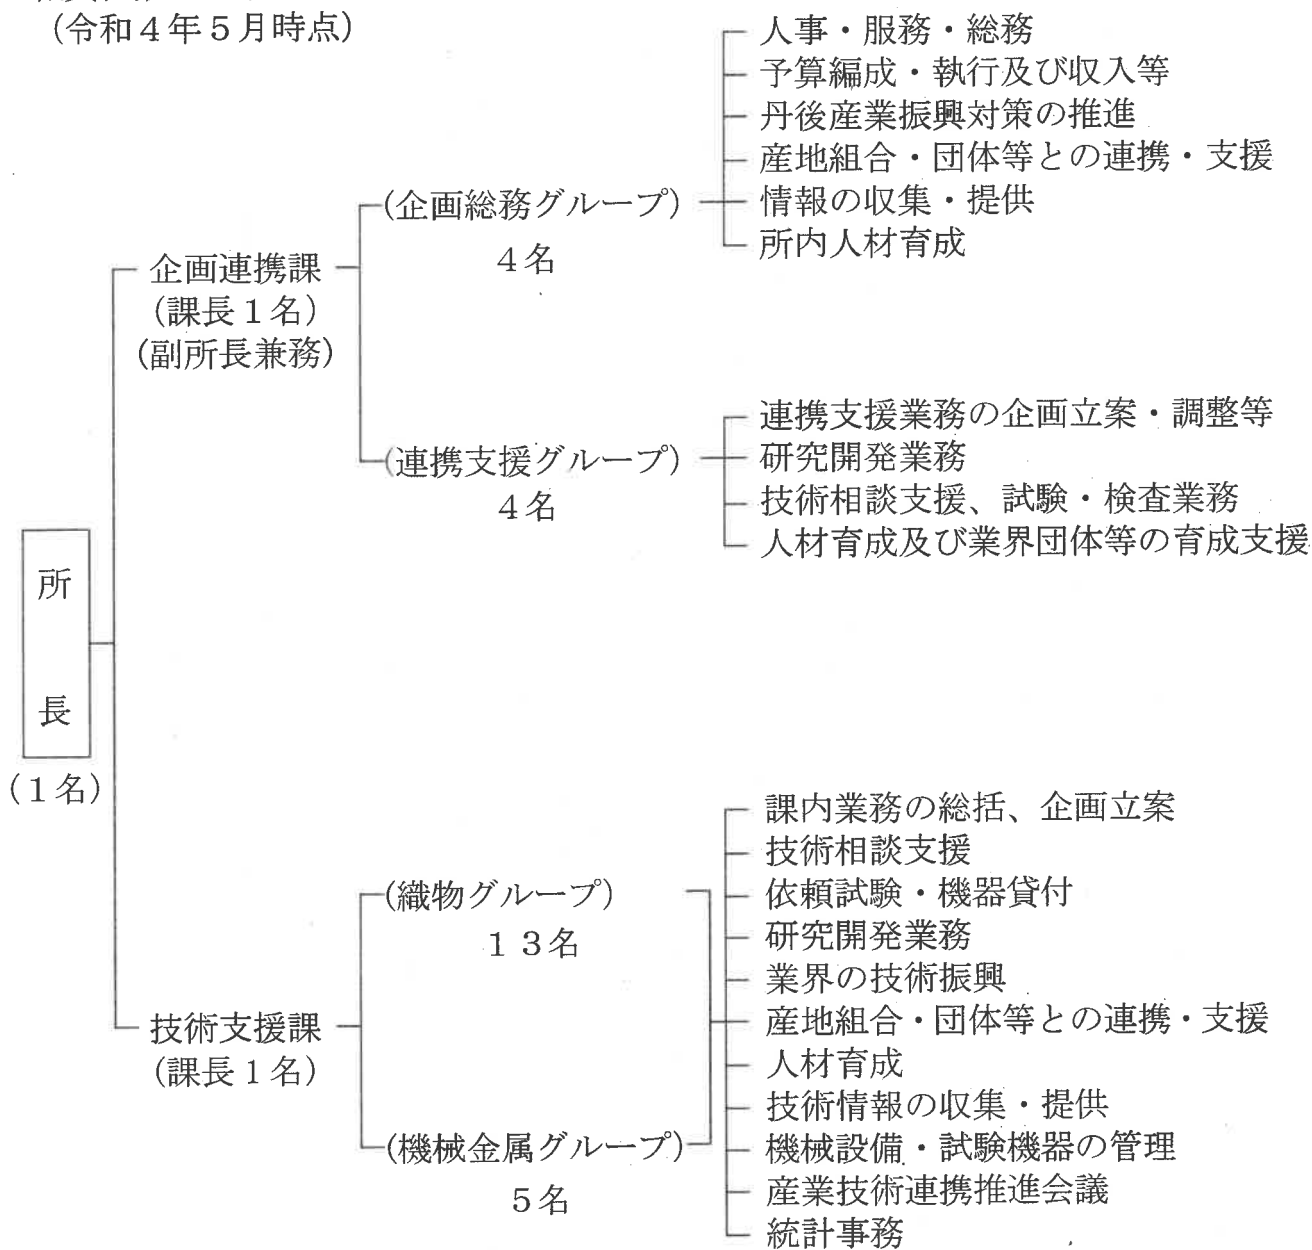 (令和4年5月時点)
人事・服務・総務
予算編成・執行及び収入等
丹後産業振興対策の推進
産地組合・団体等との連携・支援
情報の収集・提供
所内人材育成
(企画総務グループ)
4名
企画連携課
(課長1名)
(副所長兼務)
連携支援業務の企画立案・調整等
研究開発業務
技術相談支援、試験・検査業務
人材育成及び業界団体等の育成支援
(連携支援グループ)
4名
所
長
(1名)
課内業務の総括、企画立案
技術相談支援
依頼試験・機器貸付
研究開発業務
業界の技術振興
産地組合・団体等との連携・支援
人材育成
技術情報の収集・提供
機械設備・試験機器の管理
産業技術連携推進会議
統計事務
(織物グループ)
13名
技術支援課
(課長1名)
(機械金属グループ)
5名